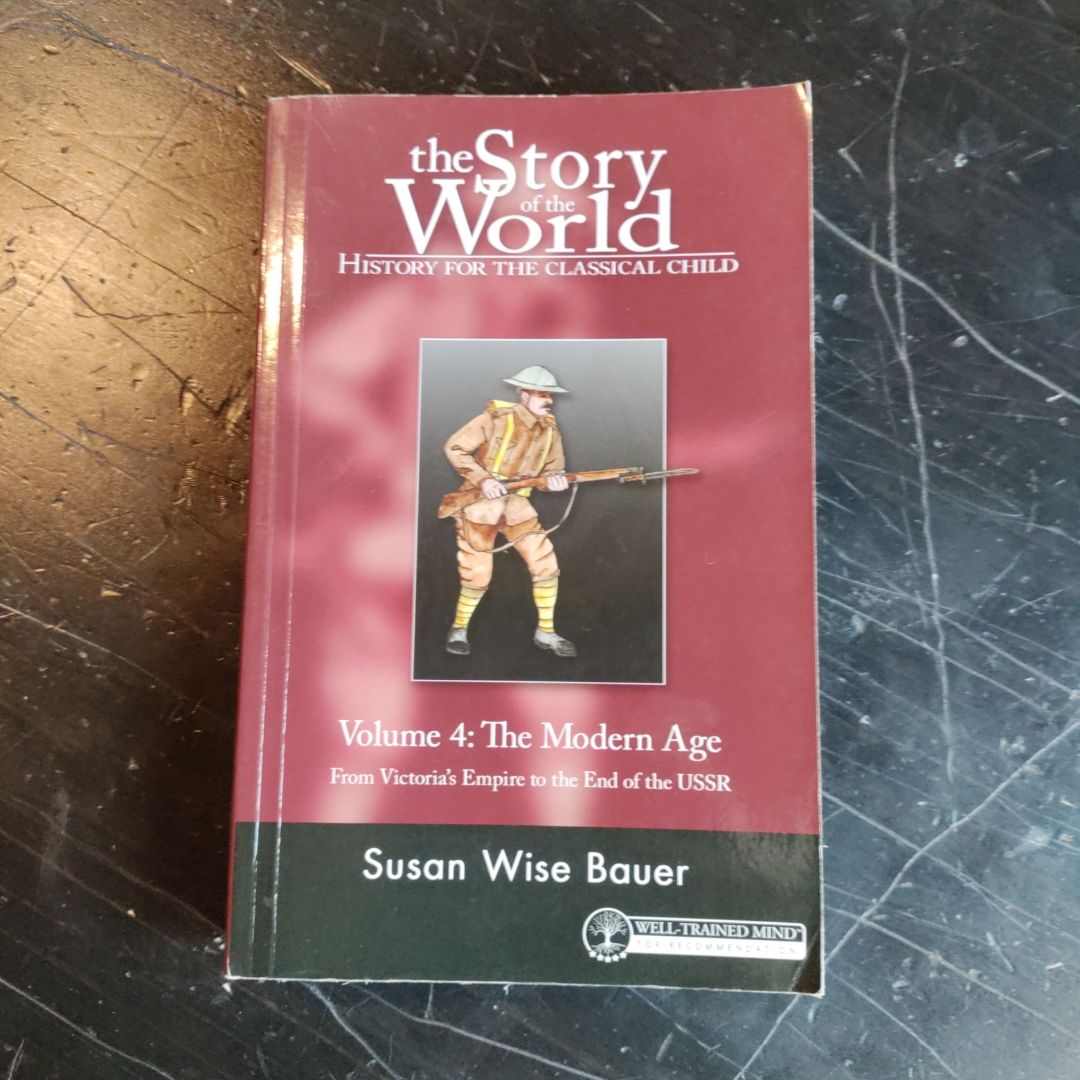 the Story
of the
World
HISTORY FOR THE CLASSICAL CHILD
Volume 4: The Modern Age
From Victoria's Empire to the End of the USSR
Susan Wise Bauer
WELL-TRAINED MIND™
TOP RECOMMENDATION